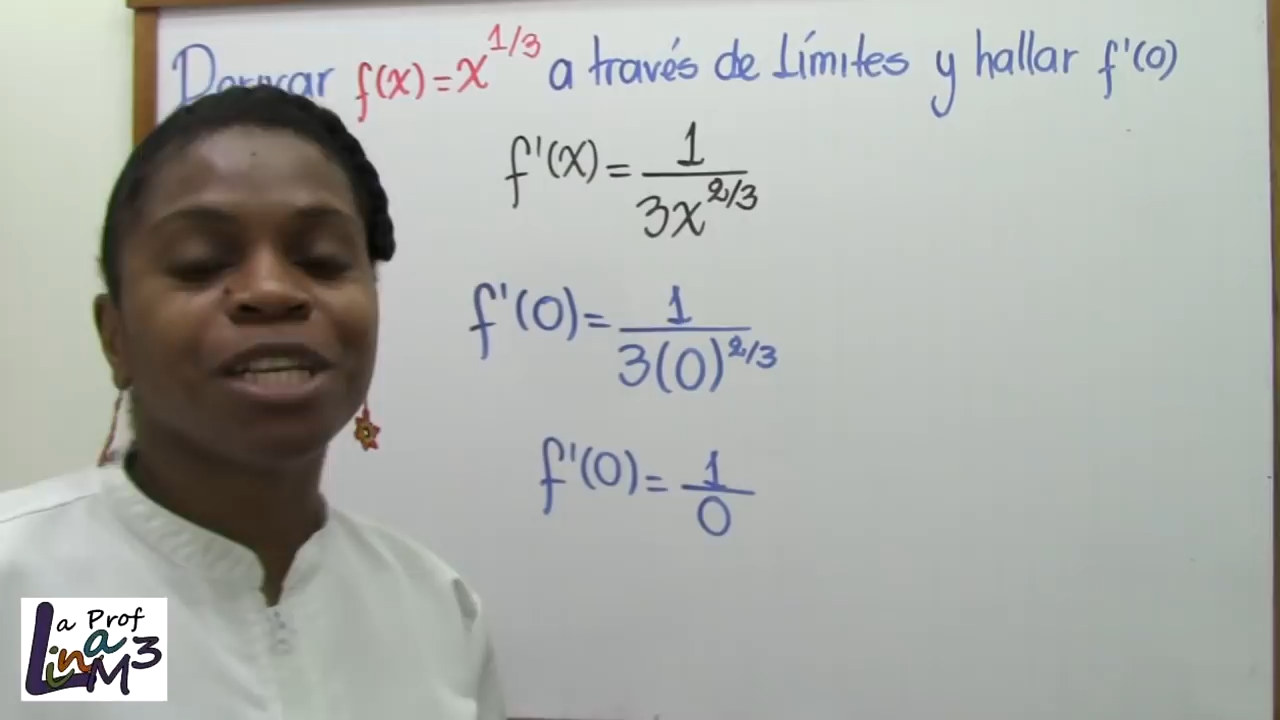 Derivar f(x)=x^{1/3} a través de Límites y hallar f'(0)
f'(x)= 1/3x^{2/3}
f'(0)= 1/3(0)^{2/3}
f'(0)= 1/0
La Prof
Lina M3